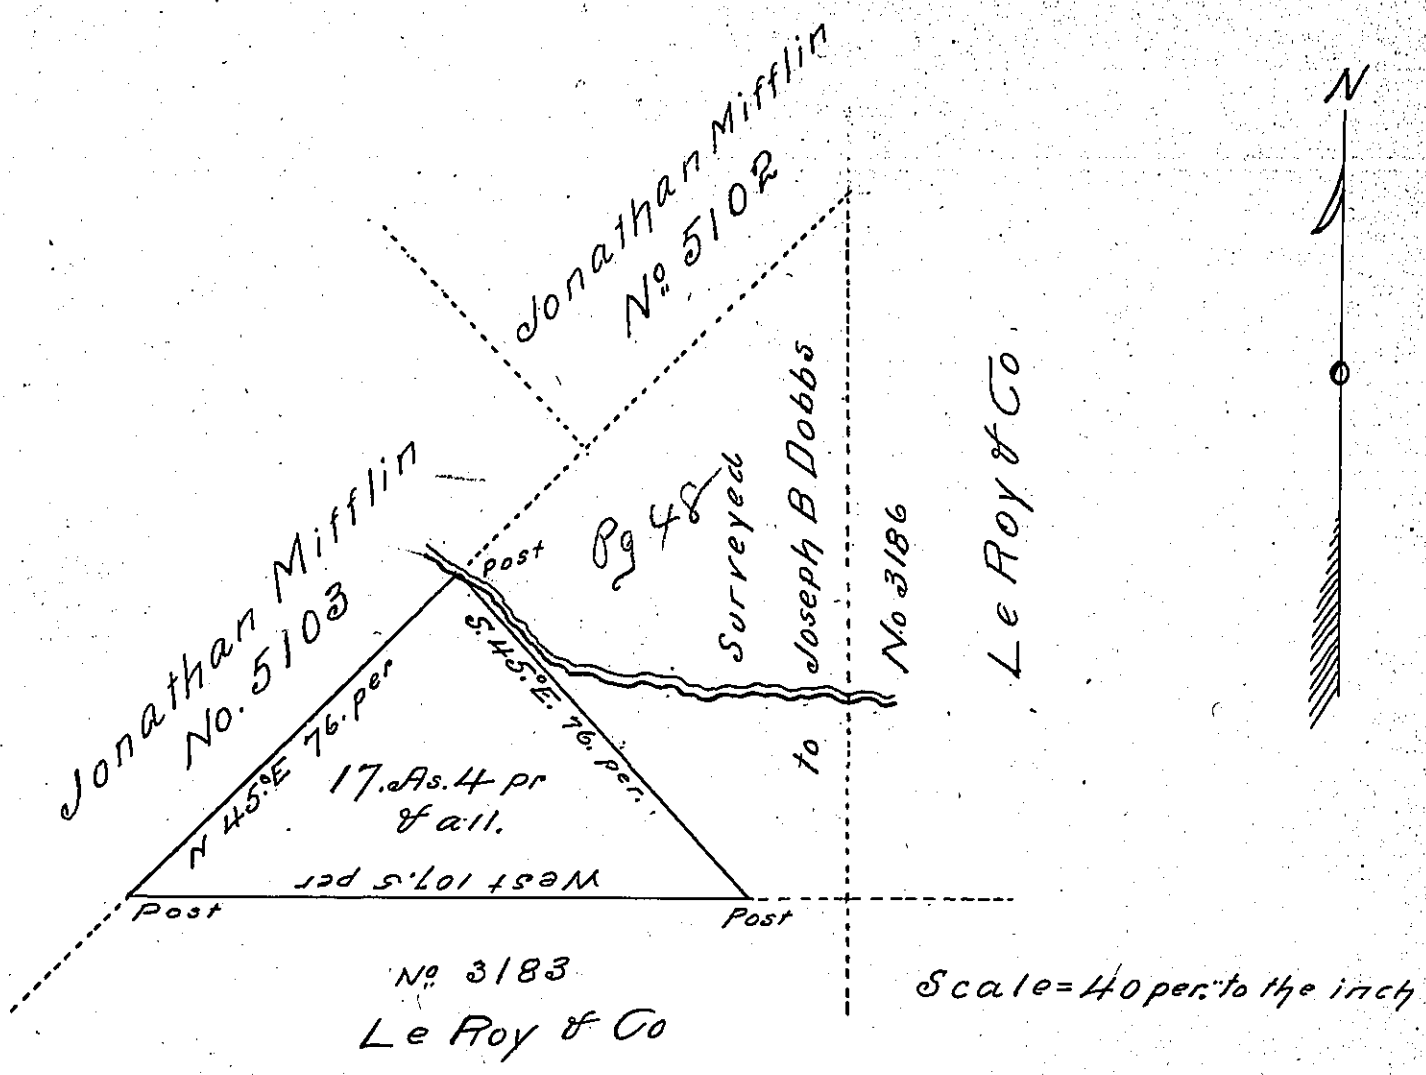 N
Jonathan Mifflin
Nº 5102
Jonathan Mifflin
No. 5103
Post
Pg 48
Surveyed
to Joseph B Dobbs
No 3186
Le Roy & Co.
N 45.º E 76. per
S. 45.º E. 76. per.
17. As. 4 pr
& all.
West 107.5 per
Post
Post
Nº 3183
Le Roy & Co
Scale = 40 per. to the inch